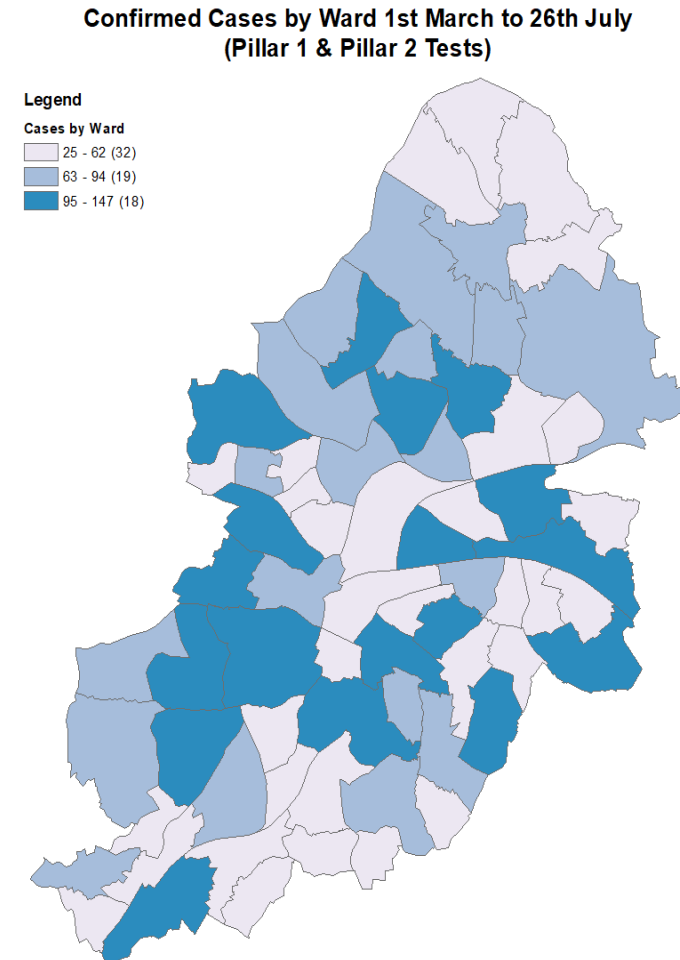 Confirmed Cases by Ward 1st March to 26th July
(Pillar 1 & Pillar 2 Tests)
Legend
Cases by Ward
25 - 62 (32)
63 - 94 (19)
95 - 147 (18)